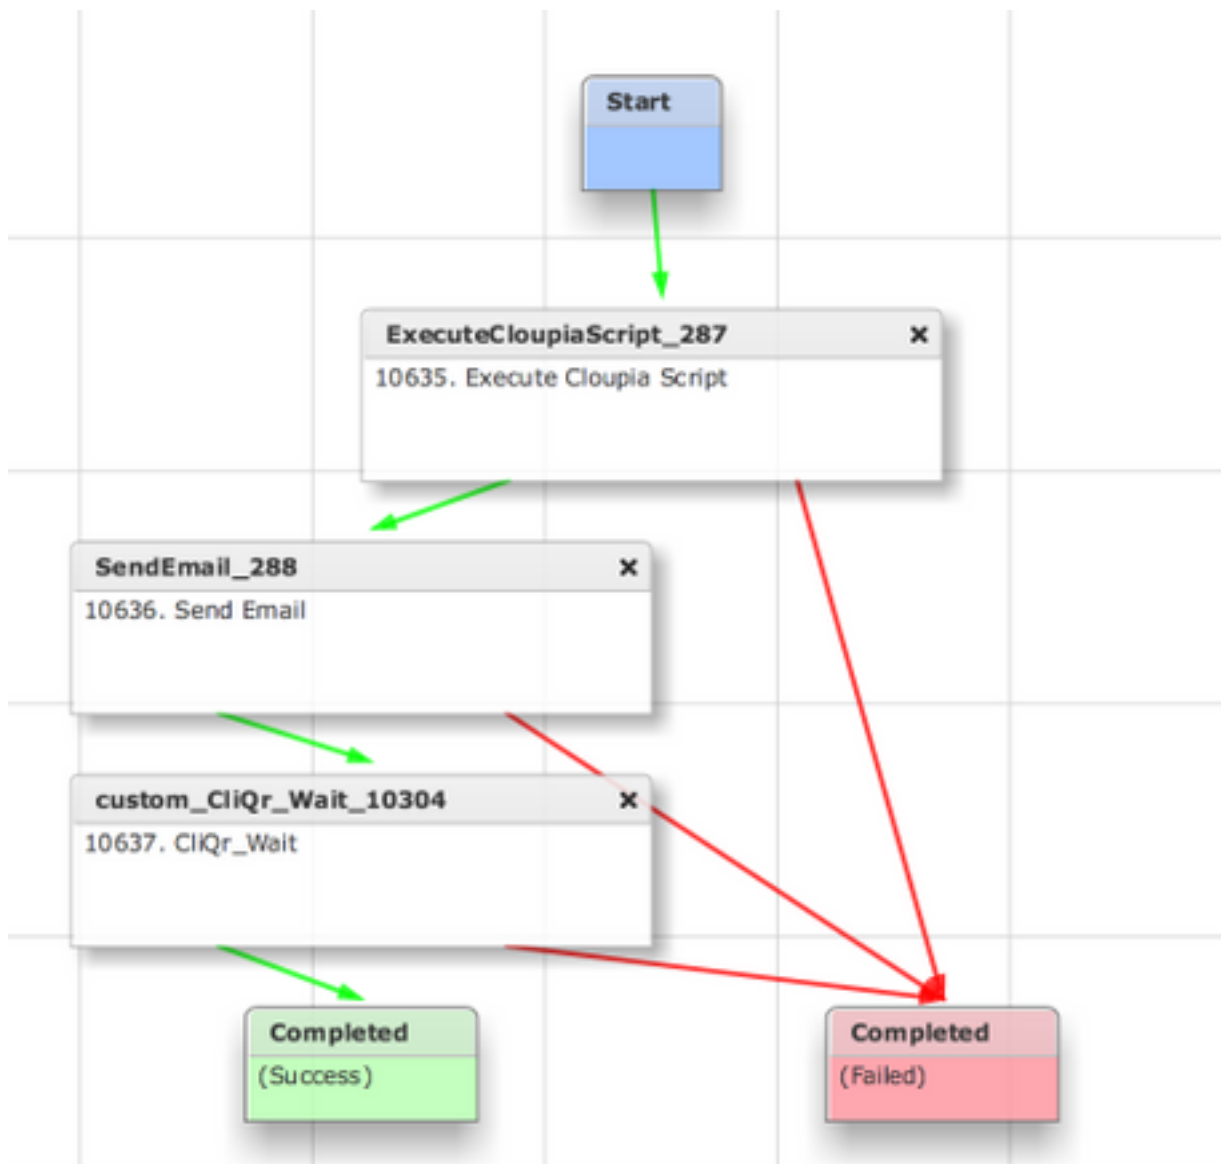 Start
ExecuteCloupiaScript_287
10635. Execute Cloupia Script
SendEmail_288
10636. Send Email
custom_CliQr_Wait_10304
10637. CliQr_Wait
Completed
(Success)
Completed
(Failed)